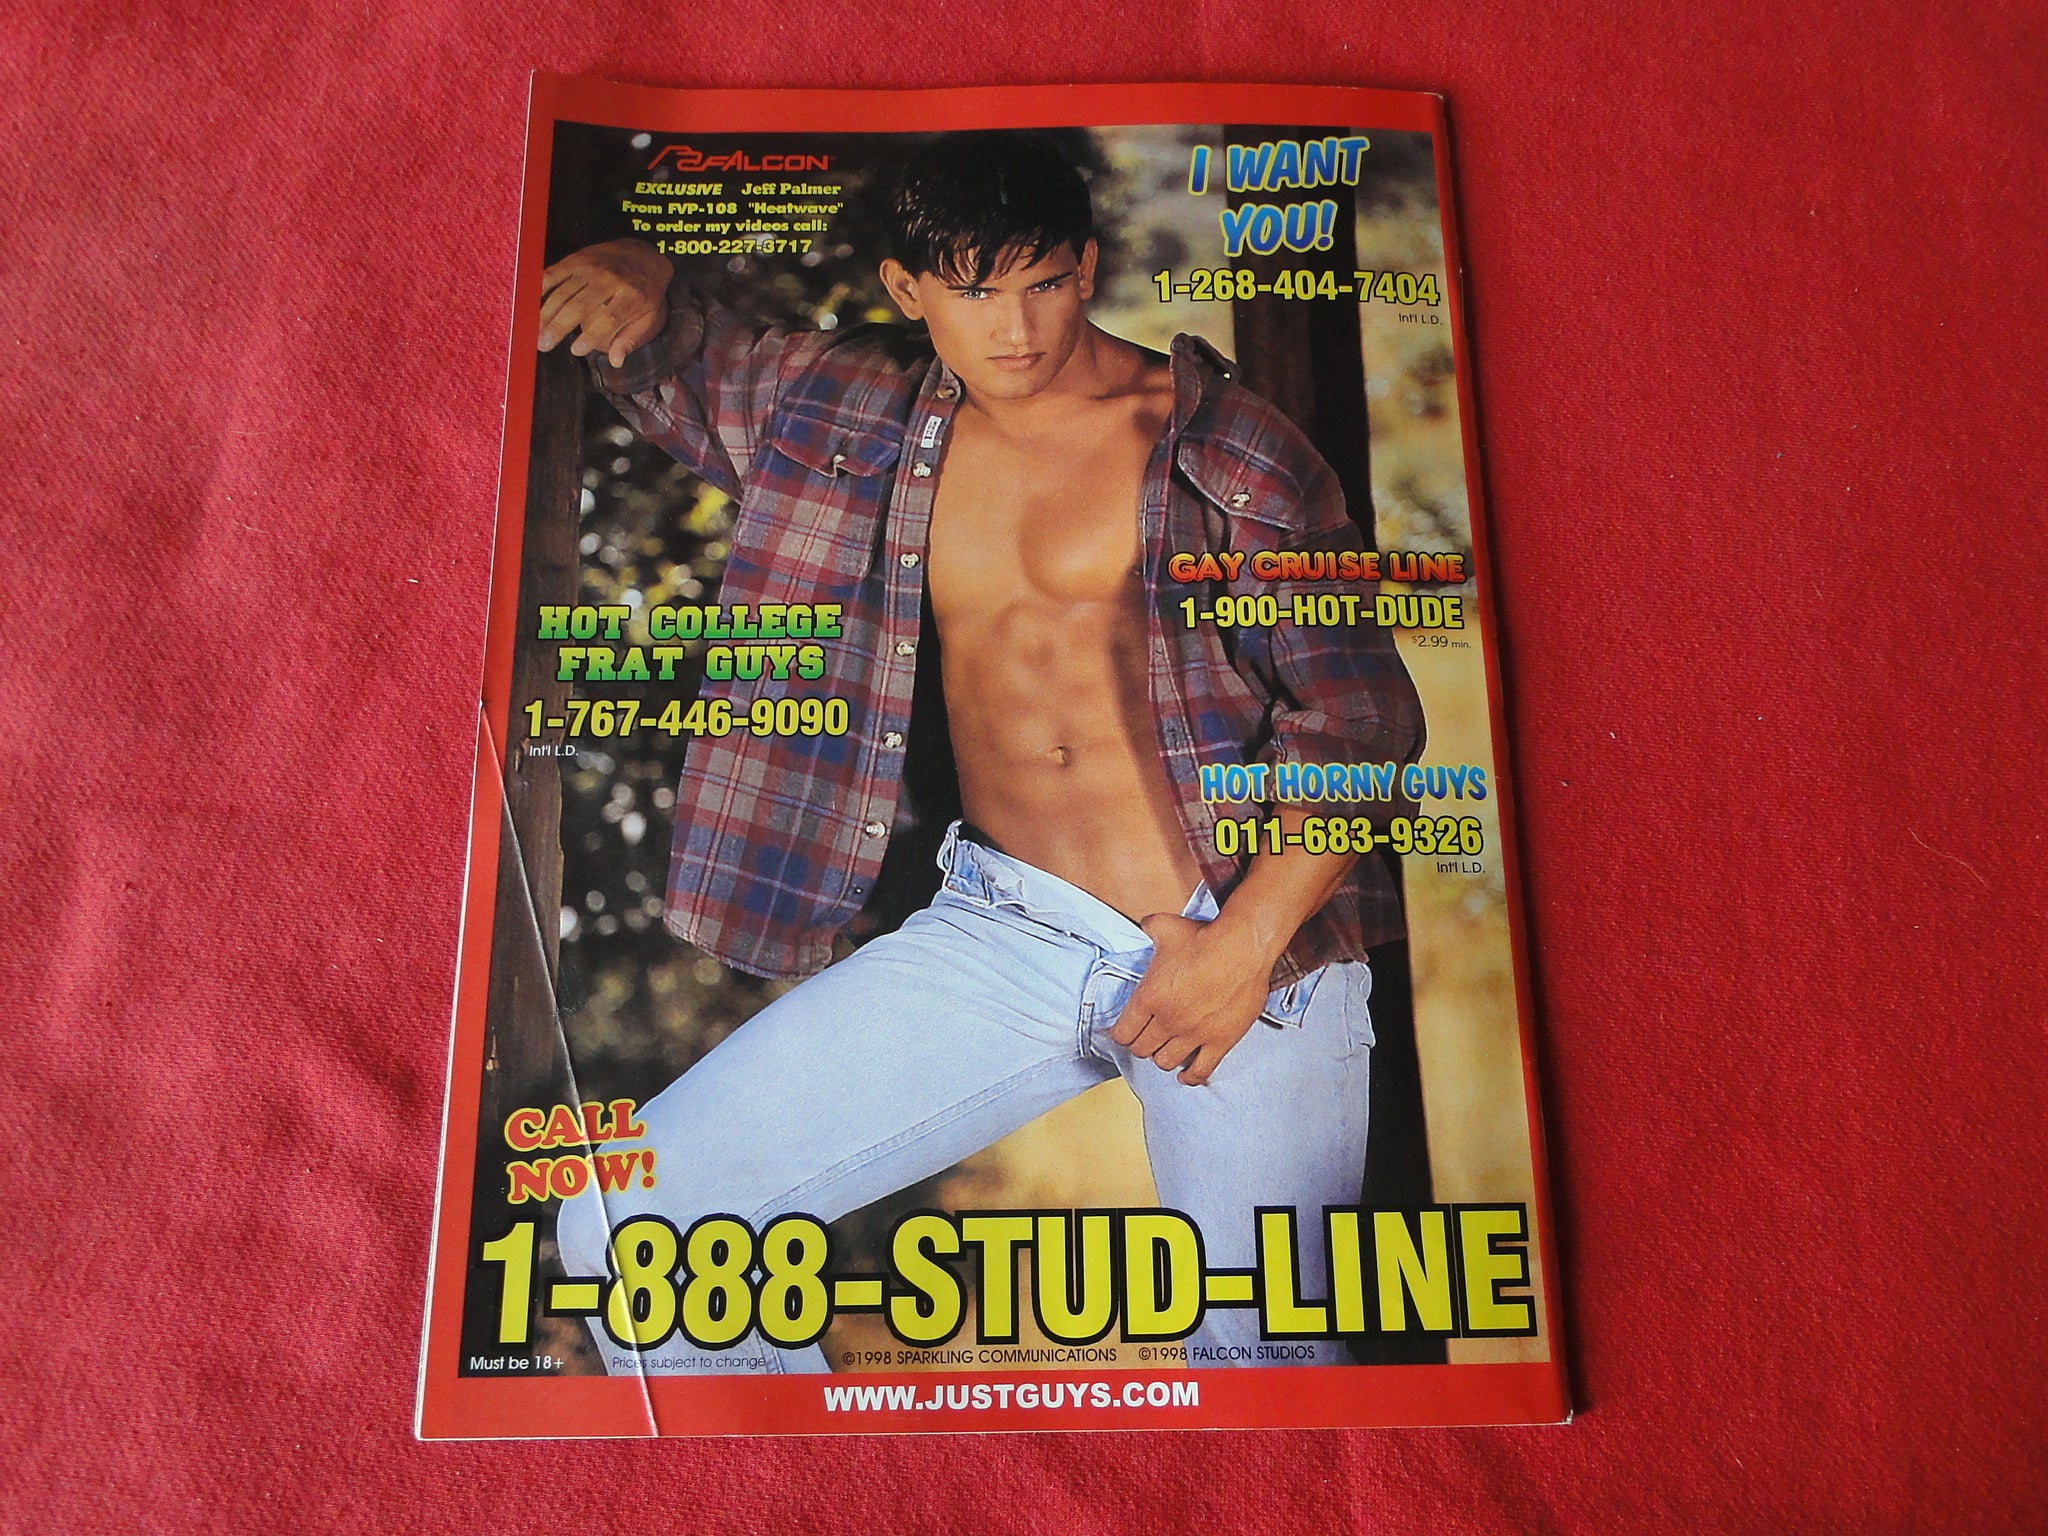 FALCON
EXCLUSIVE Jeff Palmer
From FVP-108 "Heatwave"
To order my videos call:
1-800-227-3717
I WANT
YOU!
1-268-404-7404
Int'l L.D.
GAY CRUISE LINE
1-900-HOT-DUDE
$2.99 min.
HOT COLLEGE
FRAT GUYS
1-767-446-9090
Int'l L.D.
HOT HORNY GUYS
011-683-9326
Int'l L.D.
CALL
NOW!
1-888-STUD-LINE
Must be 18+ Prices subject to change ©1998 SPARKLING COMMUNICATIONS ©1998 FALCON STUDIOS
WWW.JUSTGUYS.COM